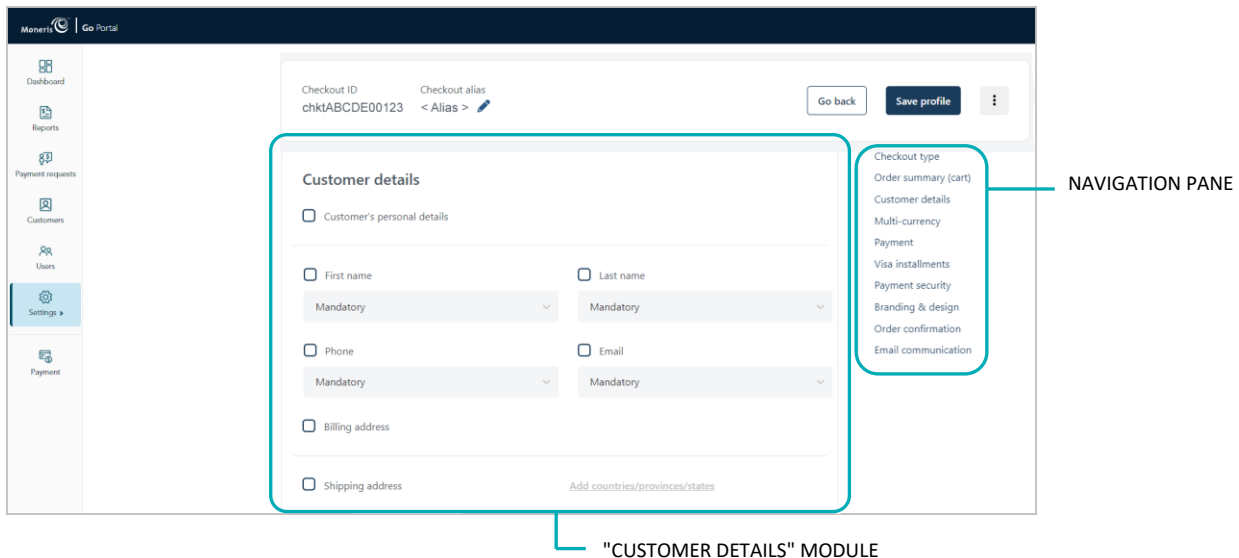 Moneris Go Portal
Dashboard
Reports
Payment requests
Customers
Users
Settings >
Payment
Checkout ID Checkout alias
chktABCDE00123 < Alias >
Go back Save profile
Customer details
Customer's personal details
First name Last name
Mandatory Mandatory
Phone Email
Mandatory Mandatory
Billing address
Shipping address Add countries/provinces/states
Checkout type
Order summary (cart)
Customer details
Multi-currency
Payment
Visa installments
Payment security
Branding & design
Order confirmation
Email communication
NAVIGATION PANE
"CUSTOMER DETAILS" MODULE